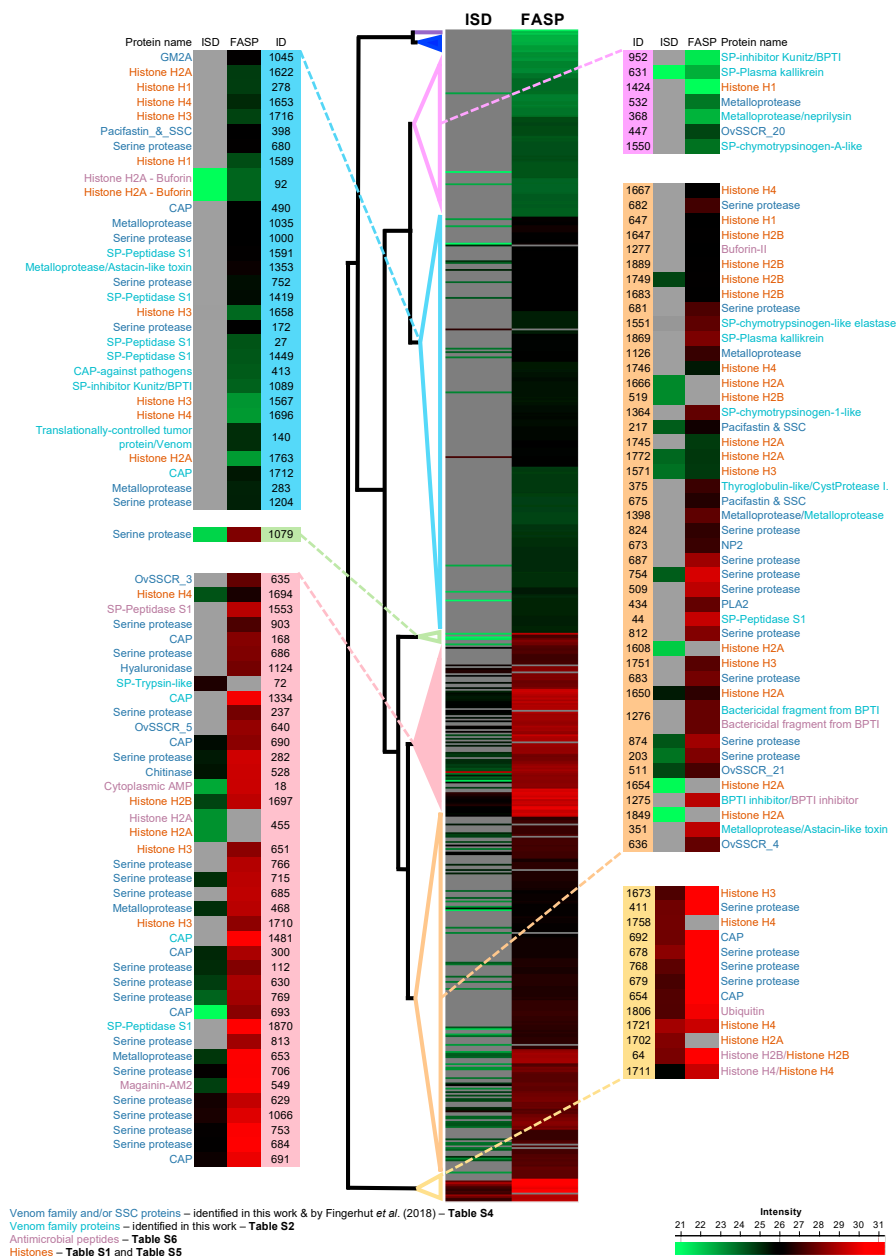 ISD FASP
Protein name ISD FASP ID
GM2A 1045
Histone H2A 1622
Histone H1 278
Histone H4 1653
Histone H3 1716
Pacifastin_&_SSC 398
Serine protease 680
Histone H1 1589
Histone H2A - Buforin
Histone H2A - Buforin
92
CAP 490
Metalloprotease 1035
Serine protease 1000
SP-Peptidase S1 1591
Metalloprotease/Astacin-like toxin 1353
Serine protease 752
SP-Peptidase S1 1419
Histone H3 1658
Serine protease 172
SP-Peptidase S1 27
SP-Peptidase S1 1449
CAP-against pathogens 413
SP-inhibitor Kunitz/BPTI 1089
Histone H3 1567
Histone H4 1696
Translationally-controlled tumor
protein/Venom
140
Histone H2A 1763
CAP 1712
Metalloprotease 283
Serine protease 1204
Serine protease 1079
OvSSCR_3 635
Histone H4 1694
SP-Peptidase S1 1553
Serine protease 903
CAP 168
Serine protease 686
Hyaluronidase 1124
SP-Trypsin-like 72
CAP 1334
Serine protease 237
OvSSCR_5 640
CAP 690
Serine protease 282
Chitinase 528
Cytoplasmic AMP 18
Histone H2B 1697
Histone H2A
Histone H2A
455
Histone H3 651
Serine protease 766
Serine protease 715
Serine protease 685
Metalloprotease 468
Histone H3 1710
CAP 1481
CAP 300
Serine protease 112
Serine protease 630
Serine protease 769
CAP 693
SP-Peptidase S1 1870
Serine protease 813
Metalloprotease 653
Serine protease 706
Magainin-AM2 549
Serine protease 629
Serine protease 1066
Serine protease 753
Serine protease 684
CAP 691
ID ISD FASP Protein name
952 SP-inhibitor Kunitz/BPTI
631 SP-Plasma kallikrein
1424 Histone H1
532 Metalloprotease
368 Metalloprotease/neprilysin
447 OvSSCR_20
1550 SP-chymotrypsinogen-A-like
1667 Histone H4
682 Serine protease
647 Histone H1
1647 Histone H2B
1277 Buforin-II
1889 Histone H2B
1749 Histone H2B
1683 Histone H2B
681 Serine protease
1551 SP-chymotrypsinogen-like elastase
1869 SP-Plasma kallikrein
1126 Metalloprotease
1746 Histone H4
1666 Histone H2A
519 Histone H2B
1364 SP-chymotrypsinogen-1-like
217 Pacifastin & SSC
1745 Histone H2A
1772 Histone H2A
1571 Histone H3
375 Thyroglobulin-like/CystProtease I.
675 Pacifastin & SSC
1398 Metalloprotease/Metalloprotease
824 Serine protease
673 NP2
687 Serine protease
754 Serine protease
509 Serine protease
434 PLA2
44 SP-Peptidase S1
812 Serine protease
1608 Histone H2A
1751 Histone H3
683 Serine protease
1650 Histone H2A
1276
Bactericidal fragment from BPTI
Bactericidal fragment from BPTI
874 Serine protease
203 Serine protease
511 OvSSCR_21
1654 Histone H2A
1275 BPTI inhibitor/BPTI inhibitor
1849 Histone H2A
351 Metalloprotease/Astacin-like toxin
636 OvSSCR_4
1673 Histone H3
411 Serine protease
1758 Histone H4
692 CAP
678 Serine protease
768 Serine protease
679 Serine protease
654 CAP
1806 Ubiquitin
1721 Histone H4
1702 Histone H2A
64 Histone H2B/Histone H2B
1711 Histone H4/Histone H4
Venom family and/or SSC proteins – identified in this work & by Fingerhut et al. (2018) – Table S4
Venom family proteins – identified in this work – Table S2
Antimicrobial peptides – Table S6
Histones – Table S1 and Table S5
Intensity
21 22 23 24 25 26 27 28 29 30 31